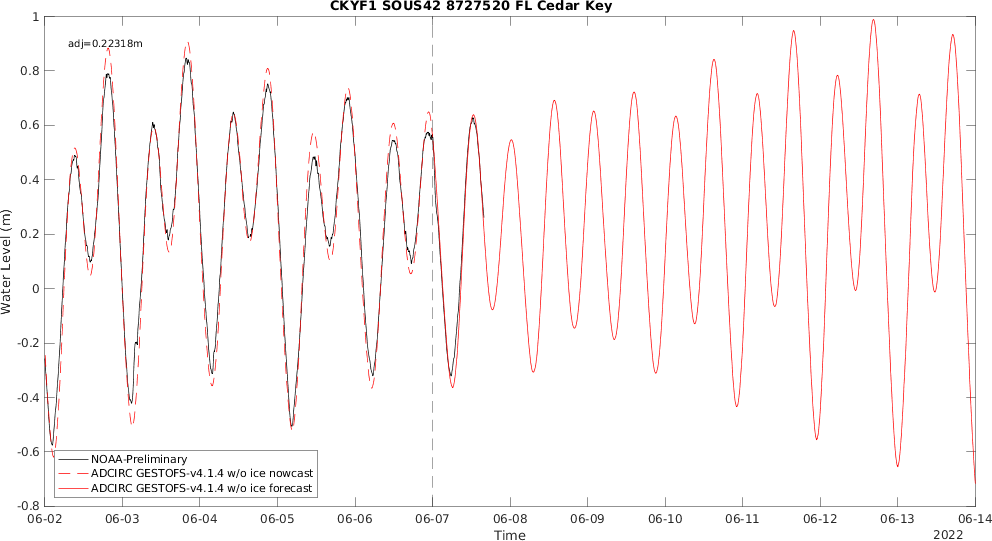 CKYF1 SOUS42 8727520 FL Cedar Key
adj=0.22318m
1
0.8
0.6
0.4
0.2
0
-0.2
-0.4
-0.6
-0.8
Water Level (m)
NOAA-Preliminary
ADCIRC GESTOFS-v4.1.4 w/o ice nowcast
ADCIRC GESTOFS-v4.1.4 w/o ice forecast
06-02 06-03 06-04 06-05 06-06 06-07 06-08 06-09 06-10 06-11 06-12 06-13 06-14
Time
2022